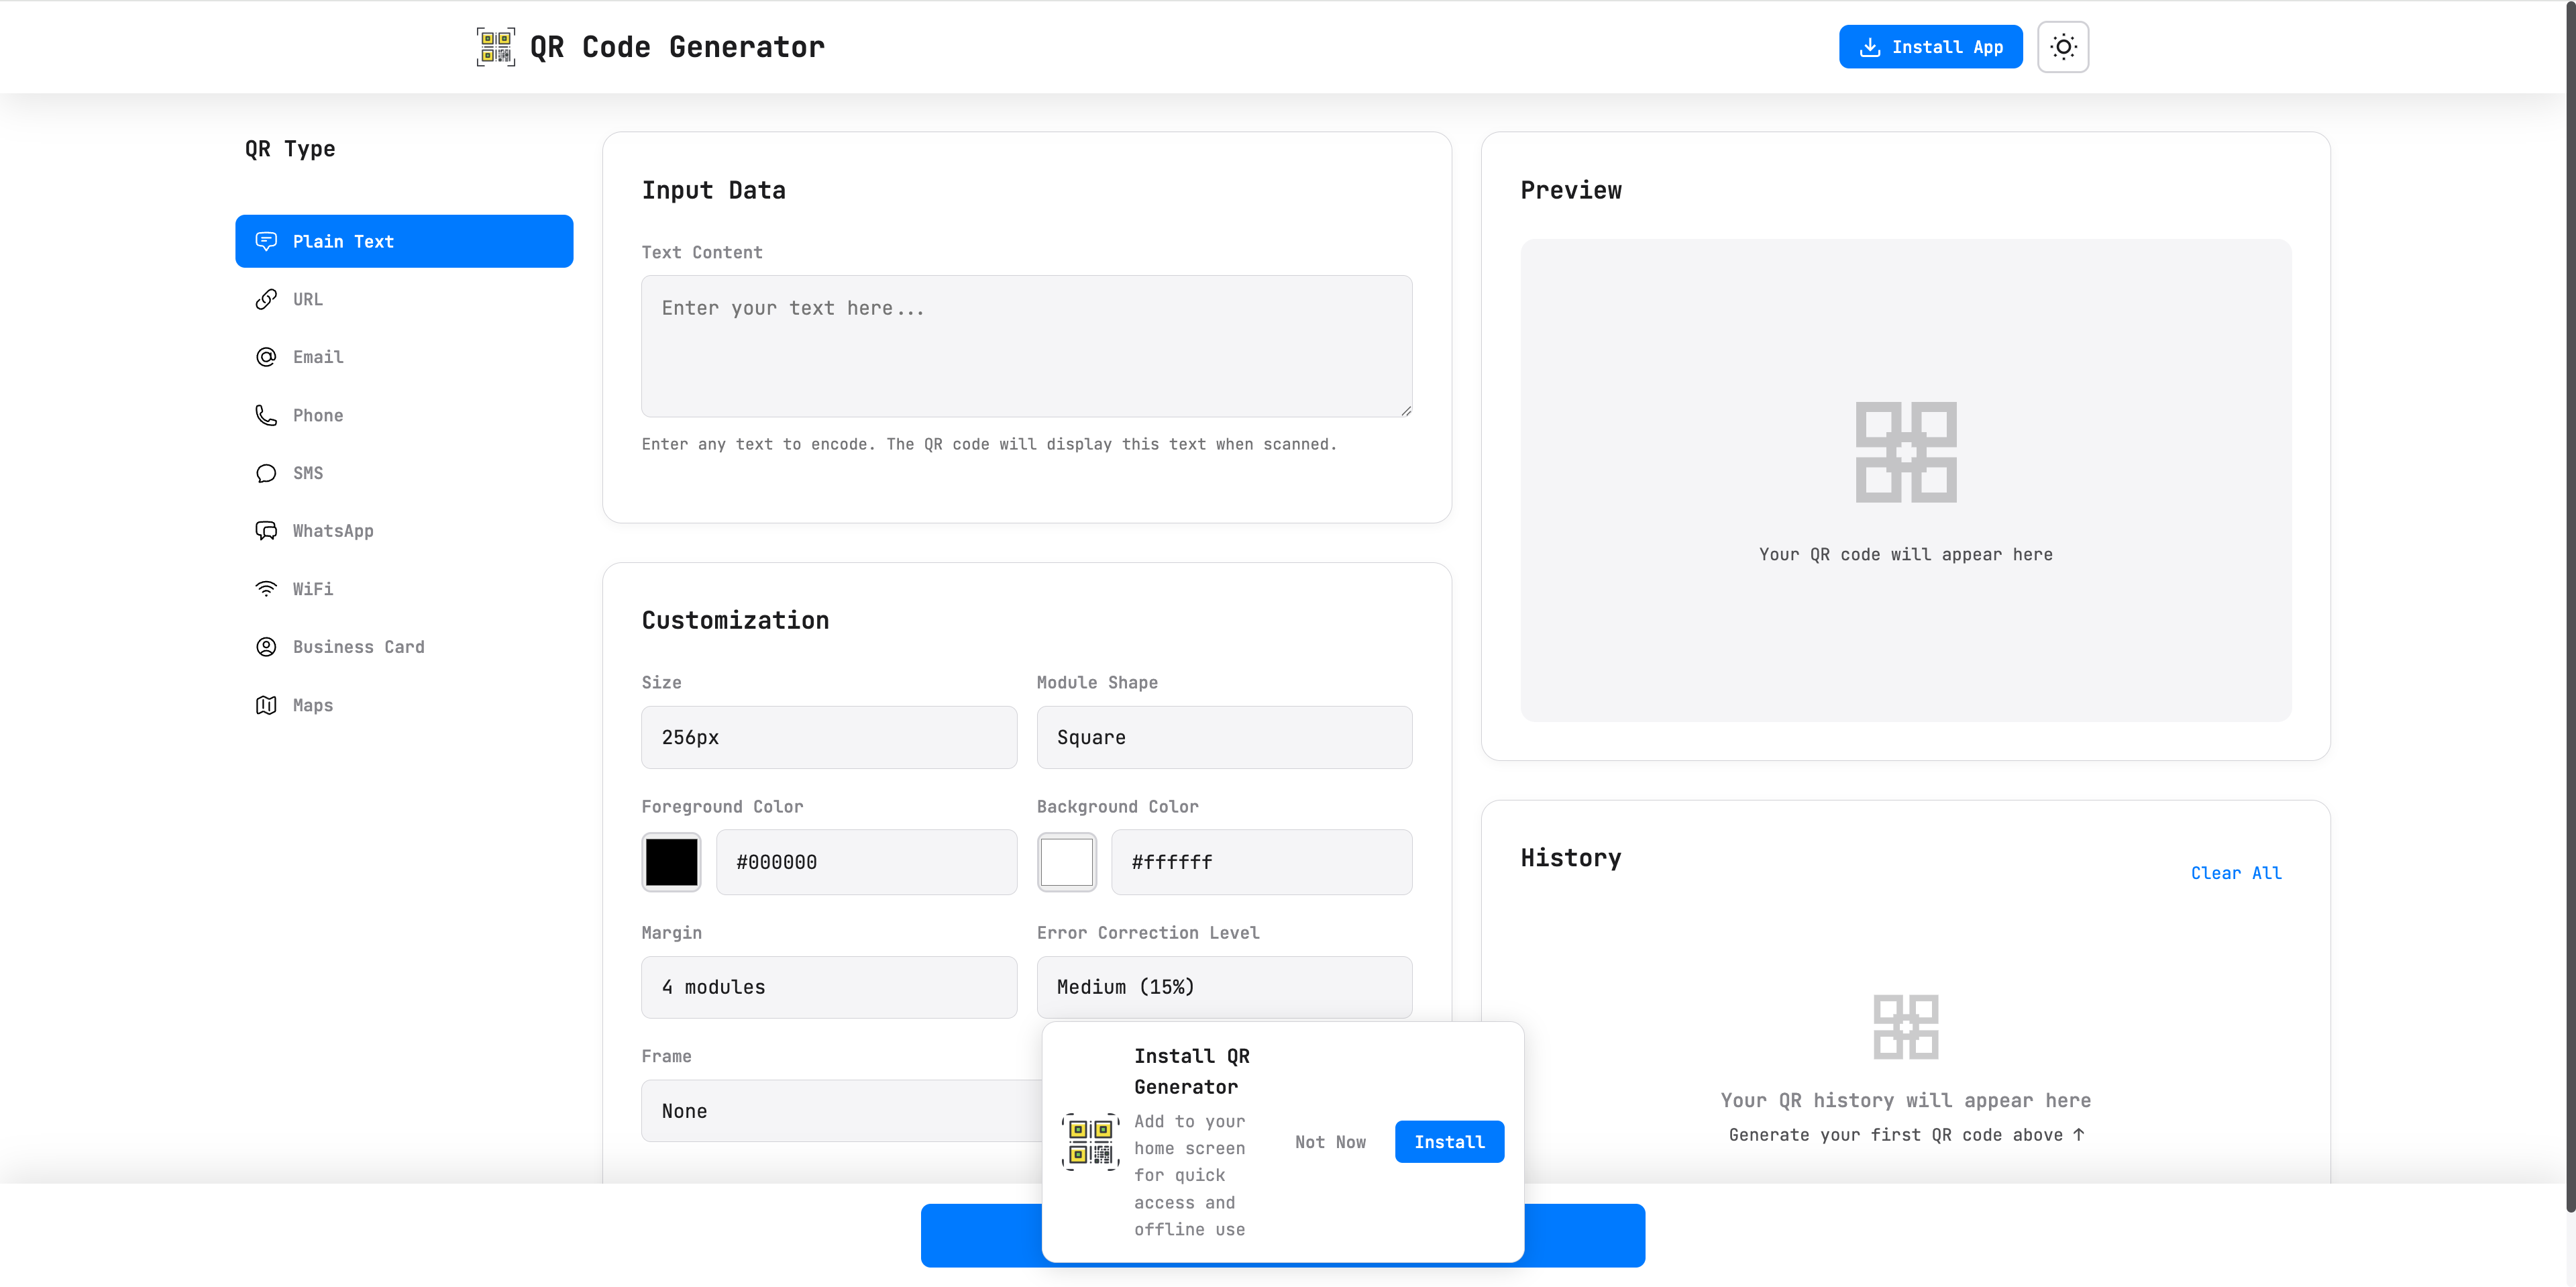 QR Code Generator
Install App
QR Type
Plain Text
URL
Email
Phone
SMS
WhatsApp
WiFi
Business Card
Maps
Input Data
Text Content
Enter your text here...
Enter any text to encode. The QR code will display this text when scanned.
Customization
Size
Module Shape
256px
Square
Foreground Color
Background Color
#000000
#ffffff
Margin
Error Correction Level
4 modules
Medium (15%)
Frame
None
Preview
Your QR code will appear here
History
Clear All
Your QR history will appear here
Generate your first QR code above ↑
Install QR
Generator
Add to your
home screen
for quick
access and
offline use
Not Now
Install